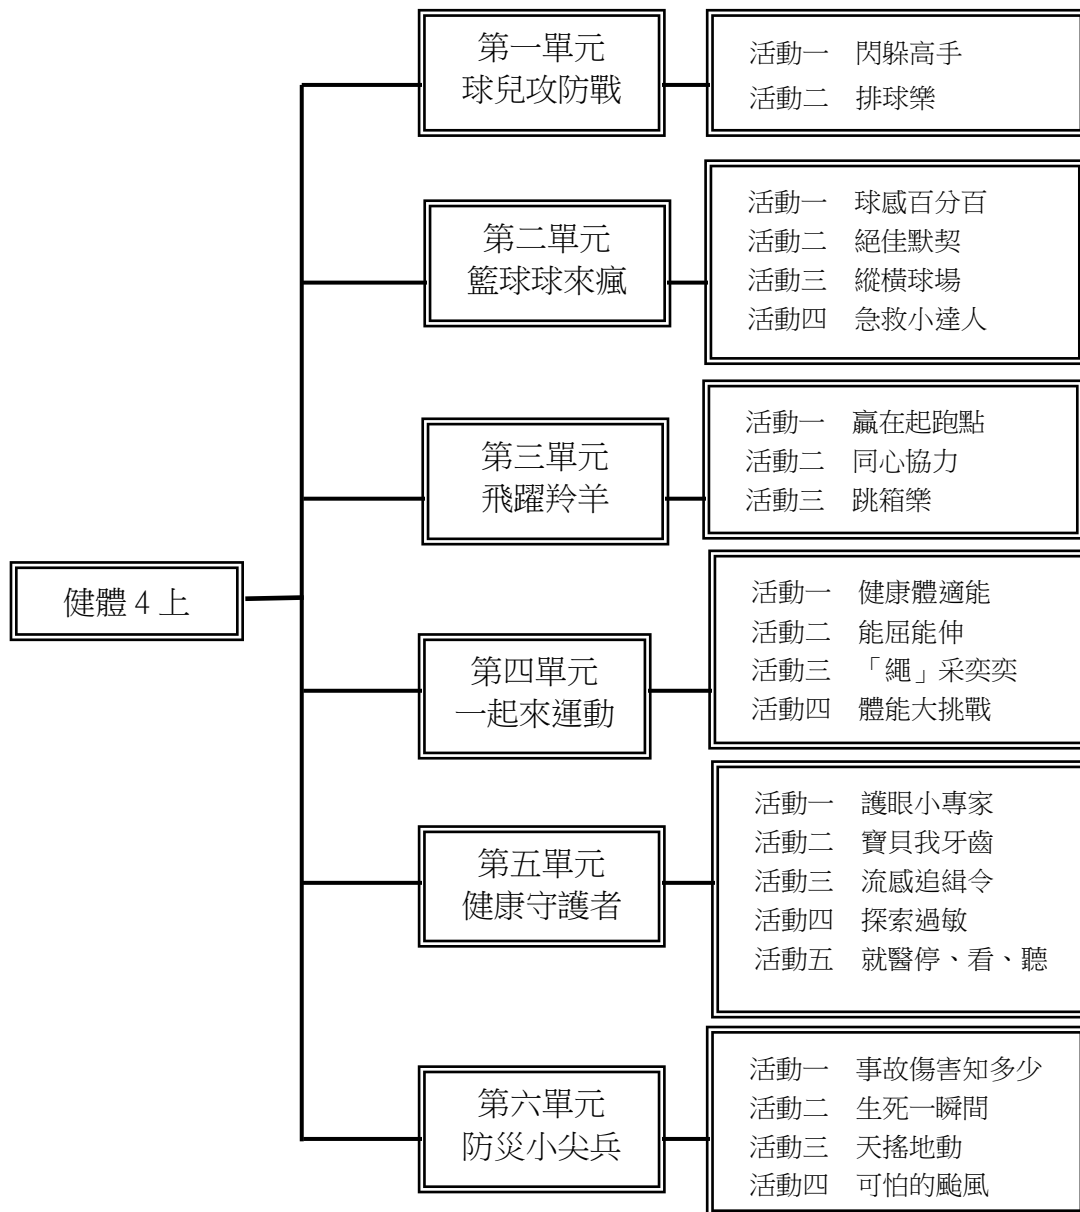 健體 4 上
第一單元
球兒攻防戰
活動一　閃躲高手
活動二　排球樂
第二單元
籃球球來瘋
活動一　球感百分百
活動二　絕佳默契
活動三　縱橫球場
活動四　急救小達人
第三單元
飛躍羚羊
活動一　贏在起跑點
活動二　同心協力
活動三　跳箱樂
第四單元
一起來運動
活動一　健康體適能
活動二　能屈能伸
活動三　「繩」采奕奕
活動四　體能大挑戰
第五單元
健康守護者
活動一　護眼小專家
活動二　寶貝我牙齒
活動三　流感追緝令
活動四　探索過敏
活動五　就醫停、看、聽
第六單元
防災小尖兵
活動一　事故傷害知多少
活動二　生死一瞬間
活動三　天搖地動
活動四　可怕的颱風